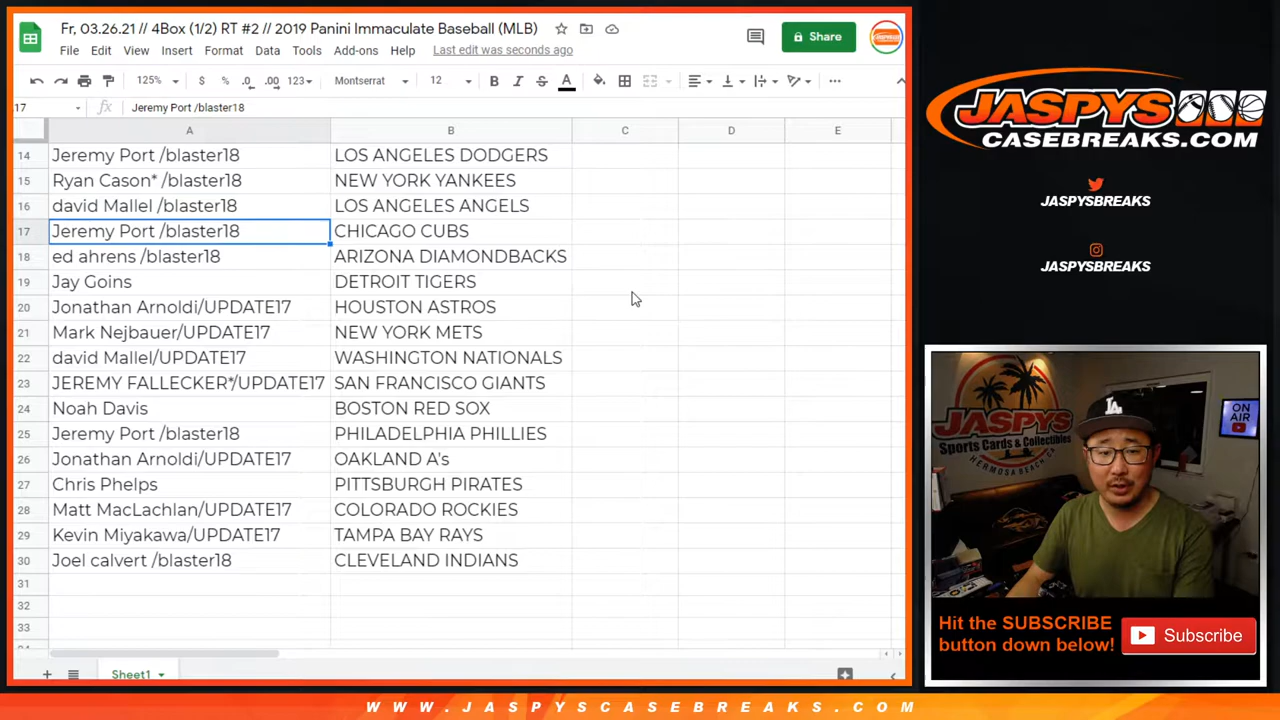 Fr, 03.26.21 // 4Box (1/2) RT #2 // 2019 Panini Immaculate Baseball (MLB)
File Edit View Insert Format Data Tools Add-ons Help Last edit was seconds ago
Share
125% $ % .0 .00 123 Montserrat 12 B I S A
17 fx Jeremy Port /blaster18
A B C D E
14 Jeremy Port /blaster18 LOS ANGELES DODGERS
15 Ryan Cason* /blaster18 NEW YORK YANKEES
16 david Mallel /blaster18 LOS ANGELES ANGELS
17 Jeremy Port /blaster18 CHICAGO CUBS
18 ed ahrens /blaster18 ARIZONA DIAMONDBACKS
19 Jay Goins DETROIT TIGERS
20 Jonathan Arnoldi/UPDATE17 HOUSTON ASTROS
21 Mark Nejbauer/UPDATE17 NEW YORK METS
22 david Mallel/UPDATE17 WASHINGTON NATIONALS
23 JEREMY FALLECKER*/UPDATE17 SAN FRANCISCO GIANTS
24 Noah Davis BOSTON RED SOX
25 Jeremy Port /blaster18 PHILADELPHIA PHILLIES
26 Jonathan Arnoldi/UPDATE17 OAKLAND A's
27 Chris Phelps PITTSBURGH PIRATES
28 Matt MacLachlan/UPDATE17 COLORADO ROCKIES
29 Kevin Miyakawa/UPDATE17 TAMPA BAY RAYS
30 Joel calvert /blaster18 CLEVELAND INDIANS
31
32
33
Sheet1
JASPYS
CASEBREAKS.COM
JASPYSBREAKS
JASPYSBREAKS
JASPYS
Sports Cards & Collectibles
HERMOSA BEACH, CA
ON AIR
LA
Hit the SUBSCRIBE
button down below!
Subscribe
WWW.JASPYSCASEBREAKS.COM